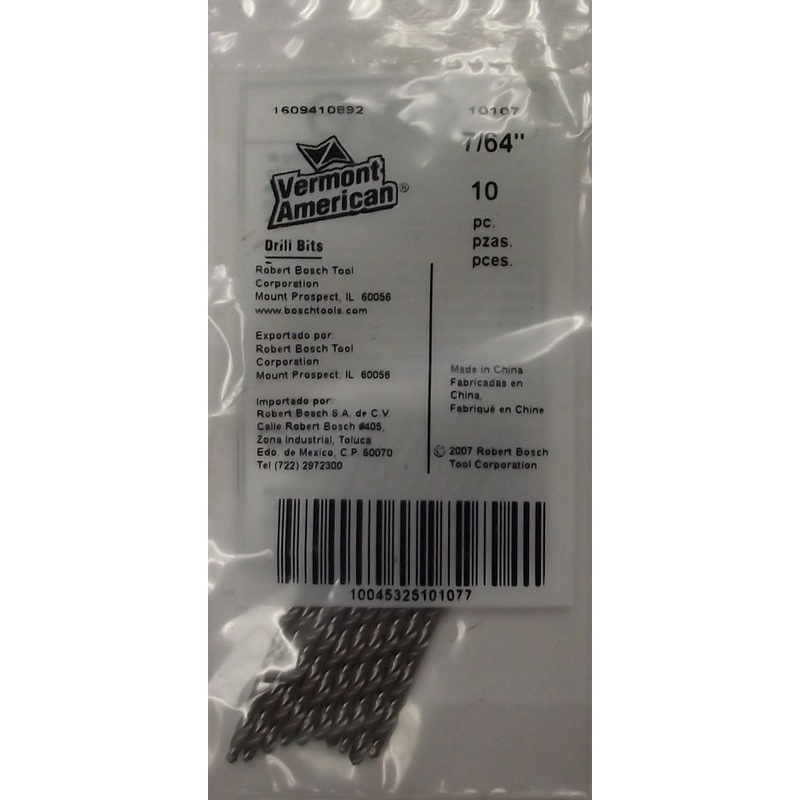 1609410892
10107
7/64"
Vermont
American®
10
pc.
pzas.
pces.
Drill Bits
Robert Bosch Tool
Corporation
Mount Prospect, IL 60056
www.boschtools.com
Exportado por:
Robert Bosch Tool
Corporation
Mount Prospect, IL 60056
Importado por:
Robert Bosch S.A. de C.V.
Calle Robert Bosch #405,
Zona Industrial, Toluca
Edo. de Mexico, C.P. 60070
Tel (722) 2972300
Made in China
Fabricadas en
China,
Fabriqué en Chine
© 2007 Robert Bosch
Tool Corporation
10045325101077